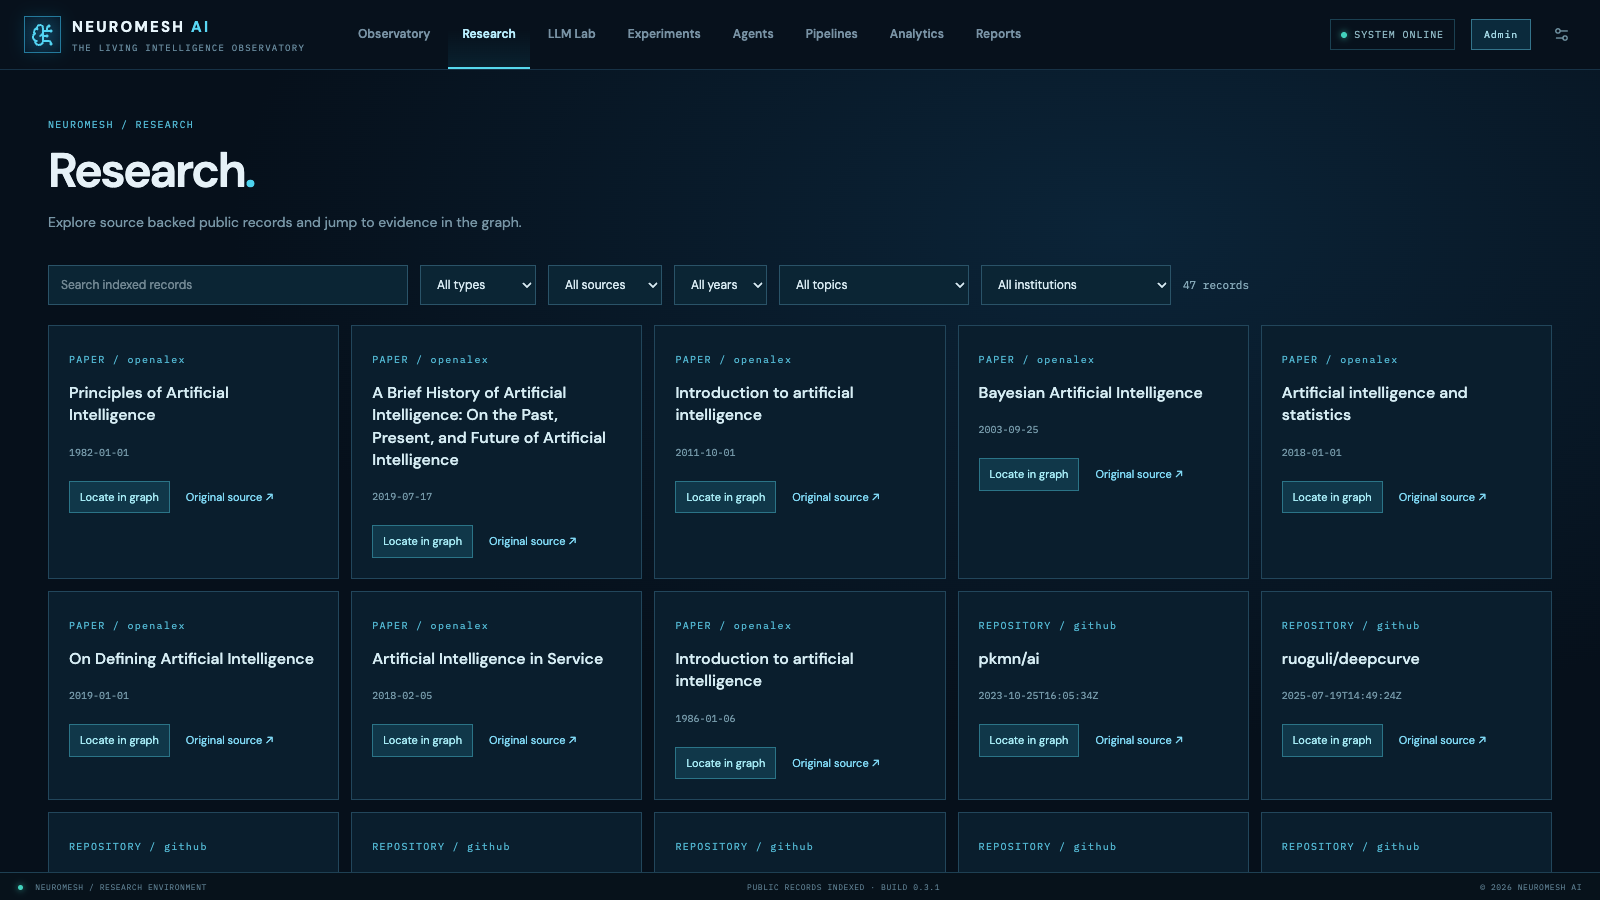 NEUROMESH AI
THE LIVING INTELLIGENCE OBSERVATORY
Observatory
Research
LLM Lab
Experiments
Agents
Pipelines
Analytics
Reports
SYSTEM ONLINE
Admin
NEUROMESH / RESEARCH
Research.
Explore source backed public records and jump to evidence in the graph.
Search indexed records
All types
All sources
All years
All topics
All institutions
47 records
PAPER / openalex
Principles of Artificial
Intelligence
1982-01-01
Locate in graph
Original source ↗
PAPER / openalex
A Brief History of Artificial
Intelligence: On the Past,
Present, and Future of Artificial
Intelligence
2019-07-17
Locate in graph
Original source ↗
PAPER / openalex
Introduction to artificial
intelligence
2011-10-01
Locate in graph
Original source ↗
PAPER / openalex
Bayesian Artificial Intelligence
2003-09-25
Locate in graph
Original source ↗
PAPER / openalex
Artificial intelligence and
statistics
2018-01-01
Locate in graph
Original source ↗
PAPER / openalex
On Defining Artificial Intelligence
2019-01-01
Locate in graph
Original source ↗
PAPER / openalex
Artificial Intelligence in Service
2018-02-05
Locate in graph
Original source ↗
PAPER / openalex
Introduction to artificial
intelligence
1986-01-06
Locate in graph
Original source ↗
REPOSITORY / github
pkmn/ai
2023-10-25T16:05:34Z
Locate in graph
Original source ↗
REPOSITORY / github
ruoguli/deepcurve
2025-07-19T14:49:24Z
Locate in graph
Original source ↗
REPOSITORY / github
REPOSITORY / github
REPOSITORY / github
REPOSITORY / github
REPOSITORY / github
NEUROMESH / RESEARCH ENVIRONMENT
PUBLIC RECORDS INDEXED · BUILD 0.3.1
© 2026 NEUROMESH AI